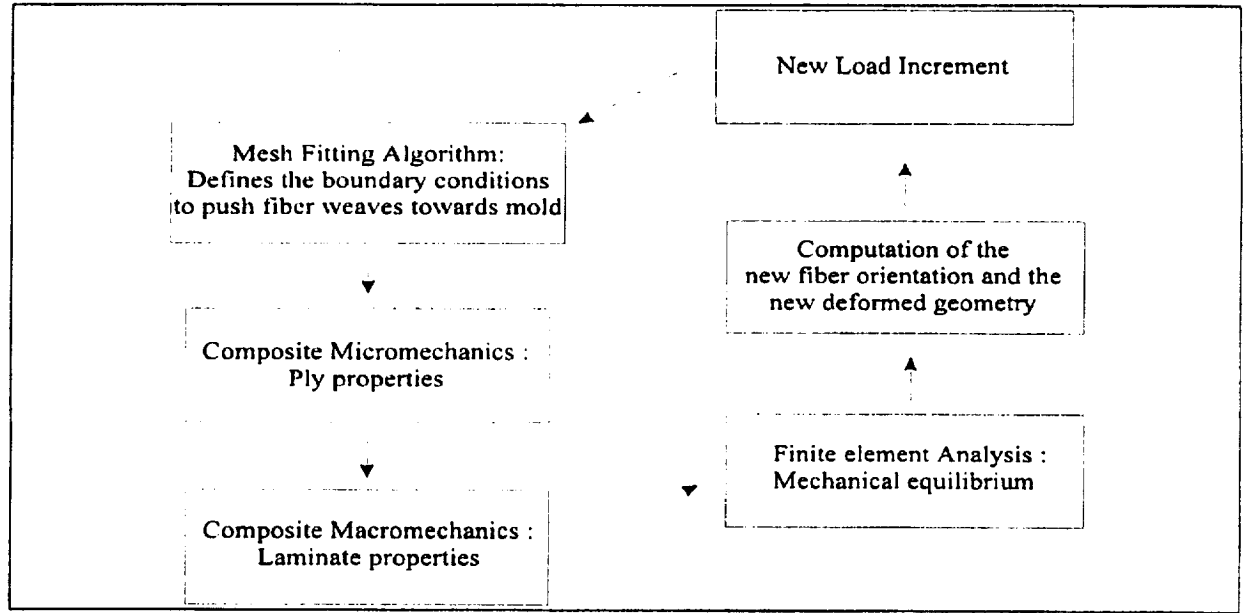 New Load Increment
Mesh Fitting Algorithm:
Defines the boundary conditions
to push fiber weaves towards mold
Composite Micromechanics :
Ply properties
Composite Macromechanics :
Laminate properties
Finite element Analysis :
Mechanical equilibrium
Computation of the
new fiber orientation and the
new deformed geometry